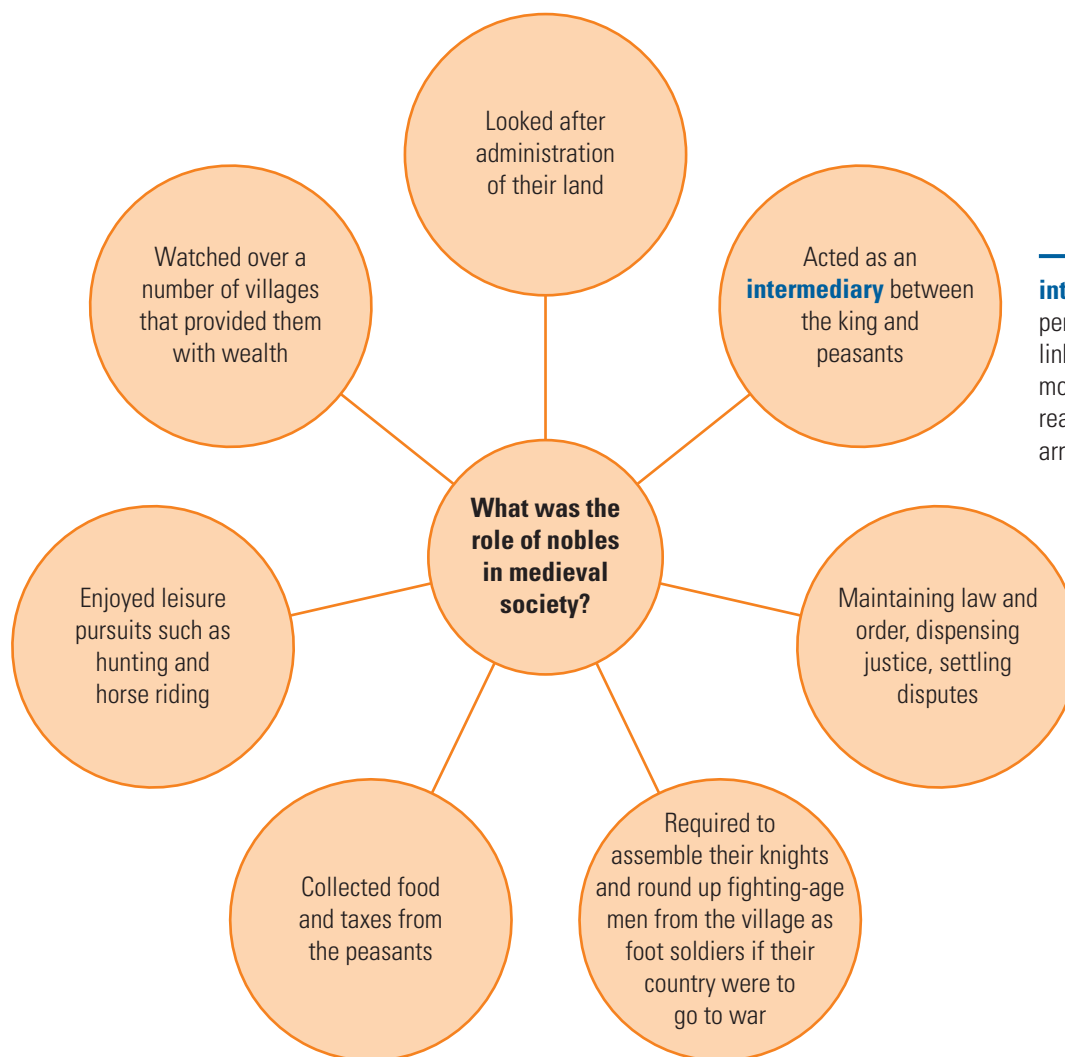 Looked after
administration
of their land
Acted as an
intermediary between
the king and
peasants
Maintaining law and
order, dispensing
justice, settling
disputes
Required to
assemble their knights
and round up fighting-age
men from the village as
foot soldiers if their
country were to
go to war
Collected food
and taxes from
the peasants
Enjoyed leisure
pursuits such as
hunting and
horse riding
Watched over a
number of villages
that provided them
with wealth
What was the
role of nobles
in medieval
society?